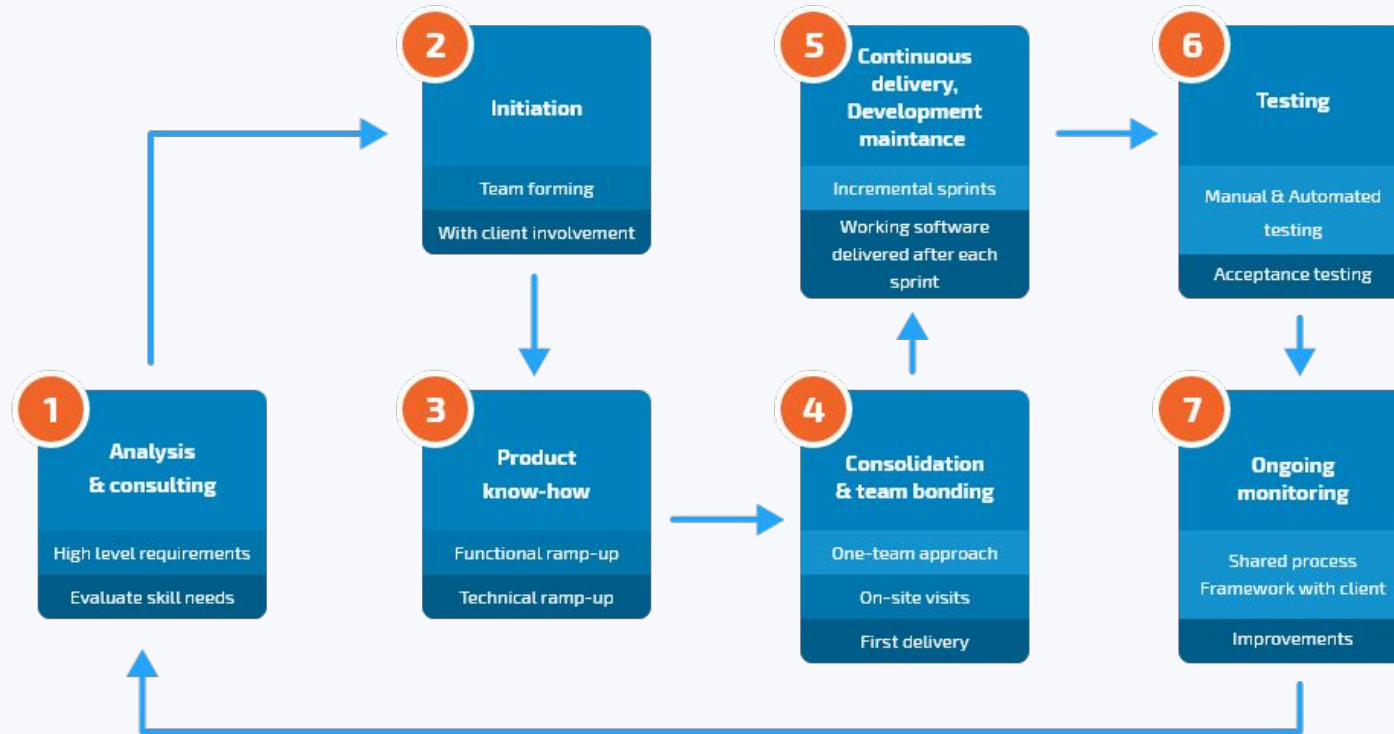 1
Analysis
& consulting
High level requirements
Evaluate skill needs
2
Initiation
Team forming
With client involvement
3
Product
know-how
Functional ramp-up
Technical ramp-up
4
Consolidation
& team bonding
One-team approach
On-site visits
First delivery
5
Continuous
delivery,
Development
maintance
Incremental sprints
Working software
delivered after each
sprint
6
Testing
Manual & Automated
testing
Acceptance testing
7
Ongoing
monitoring
Shared process
Framework with client
Improvements